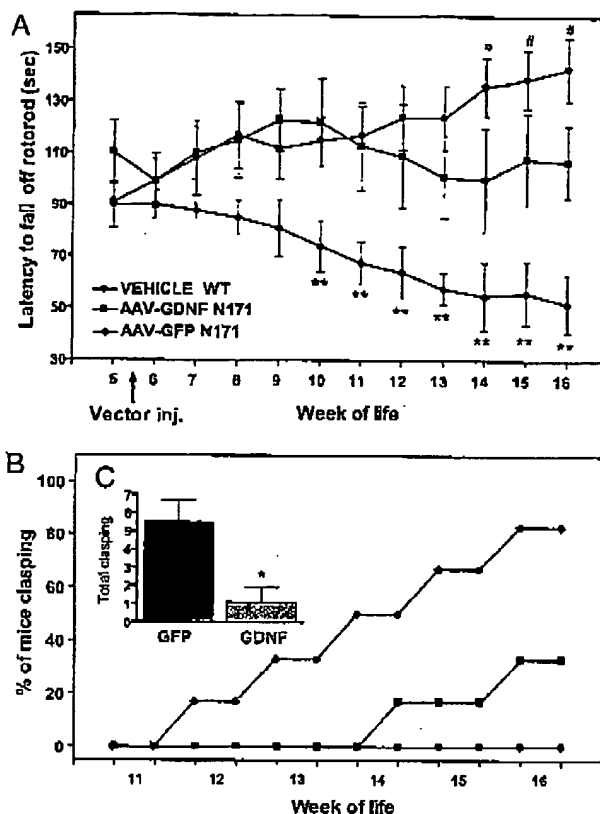 A
Latency to fall off rotorod (sec)
150
130
110
90
70
50
30
# #
** ** ** ** ** ** **
VEHICLE WT
AAV-GDNF N171
AAV-GFP N171
5 6 7 8 9 10 11 12 13 14 15 16
Vector inj.
Week of life
B
% of mice clasping
100
80
60
40
20
0
C
Total clasping
7
6
5
4
3
2
1
0
*
GFP GDNF
11 12 13 14 15 16
Week of life